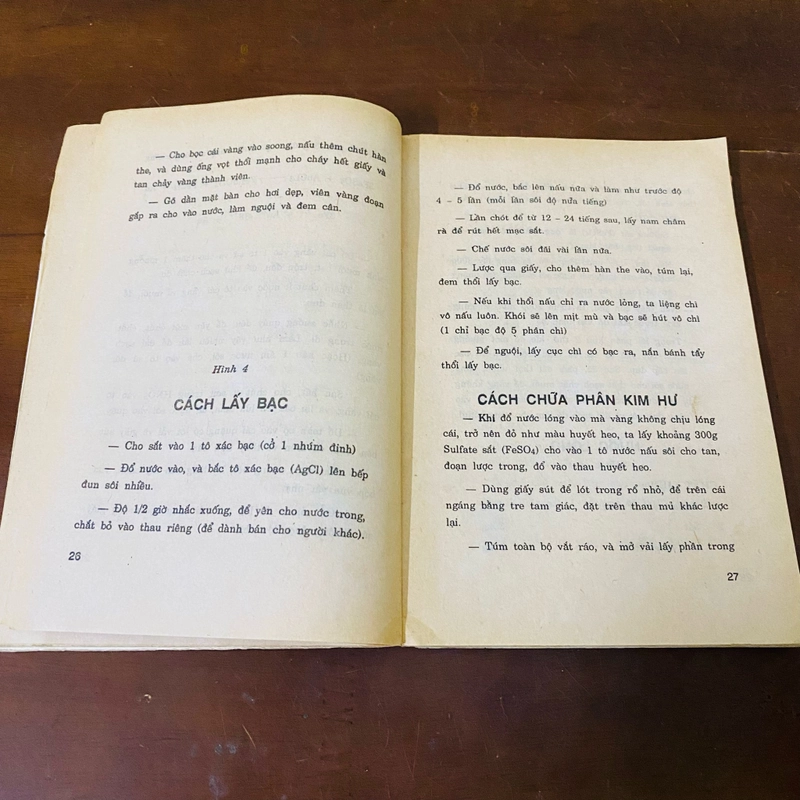 — Cho bọc cái vàng vào soong, nấu thêm chút hàn
the, và dùng ống vọt thổi mạnh cho cháy hết giấy và
tan chảy vàng thành viên.
— Gõ dằn mặt bàn cho hơi dẹp, viên vàng đoạn
gắp ra cho vào nước, làm nguội và đem cân.
Hình 4
CÁCH LẤY BẠC
— Cho sắt vào 1 tô xác bạc (cở 1 nhúm đinh)
— Đổ nước vào, và bắc tô xác bạc (AgCl) lên bếp
đun sôi nhiều.
— Độ 1/2 giờ nhắc xuống, để yên cho nước trong,
chắt bỏ vào thau riêng (để dành bán cho người khác).
26
— Đổ nước, bắc lên nấu nữa và làm như trước độ
4 – 5 lần (mỗi lần sôi độ nửa tiếng)
— Lần chót để từ 12 – 24 tiếng sau, lấy nam châm
rà để rút hết mạc sắt.
— Chế nước sôi đãi vài lần nữa.
— Lược qua giấy, cho thêm hàn the vào, túm lại,
đem thổi lấy bạc.
— Nếu khi thổi nấu chỉ ra nước lỏng, ta liệng chì
vô nấu luôn. Khói sẽ lên mịt mù và bạc sẽ hút vô chì
(1 chỉ bạc độ 5 phân chì)
— Để nguội, lấy cục chì có bạc ra, nắn bánh tẩy
thổi lấy bạc.
CÁCH CHỮA PHÂN KIM HƯ
— Khi đổ nước lóng vào mà vàng không chịu lóng
cái, trở nên đỏ như màu huyết heo, ta lấy khoảng 300g
Sulfate sắt (FeSO4) cho vào 1 tô nước nấu sôi cho tan,
đoạn lược trong, đổ vào thau huyết heo.
— Dùng giấy sút để lót trong rổ nhỏ, để trên cái
ngáng bằng tre tam giác, đặt trên thau mủ khác lược
lại.
— Túm toàn bộ vắt ráo, và mở vải lấy phần trong
27